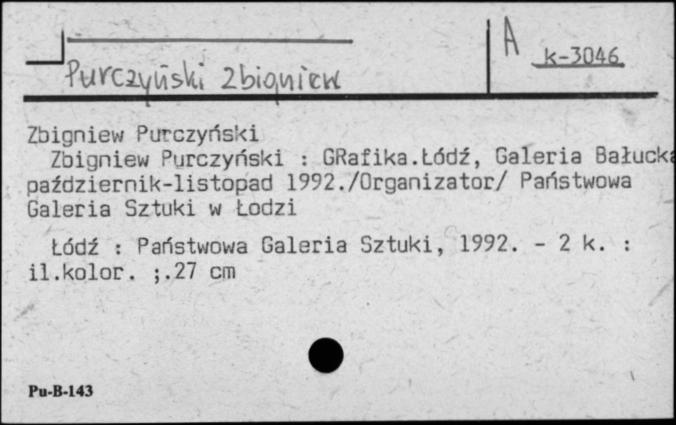 A
k-3046
Purczyński Zbigniew
Zbigniew Purczyński
Zbigniew Purczyński : GRafika.Łódź, Galeria Bałucka
październik-listopad 1992./Organizator/ Państwowa
Galeria Sztuki w Łodzi
Łódź : Państwowa Galeria Sztuki, 1992. - 2 k. :
il.kolor. ;.27 cm
Pu-B-143